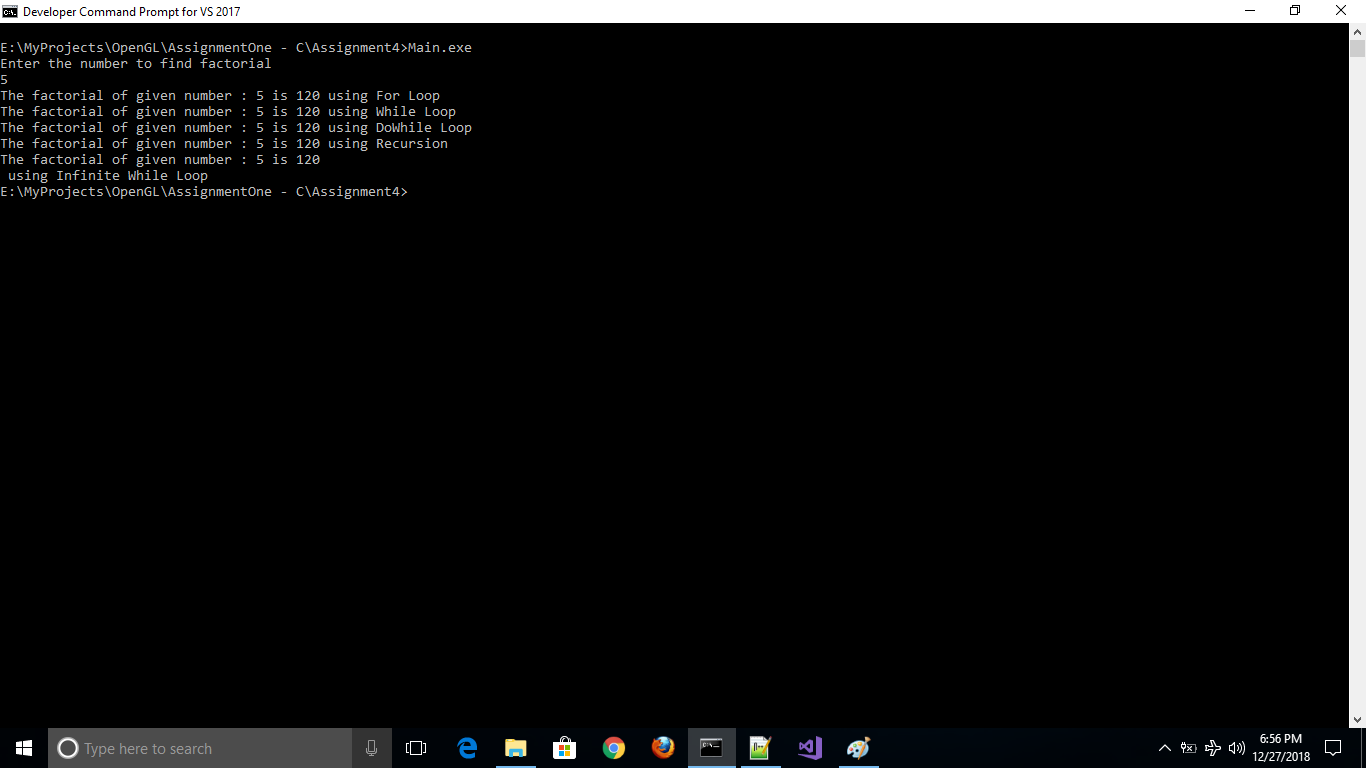 Developer Command Prompt for VS 2017
E:\MyProjects\OpenGL\AssignmentOne - C\Assignment4>Main.exe
Enter the number to find factorial
5
The factorial of given number : 5 is 120 using For Loop
The factorial of given number : 5 is 120 using While Loop
The factorial of given number : 5 is 120 using DoWhile Loop
The factorial of given number : 5 is 120 using Recursion
The factorial of given number : 5 is 120
 using Infinite While Loop
E:\MyProjects\OpenGL\AssignmentOne - C\Assignment4>
Type here to search
6:56 PM
12/27/2018